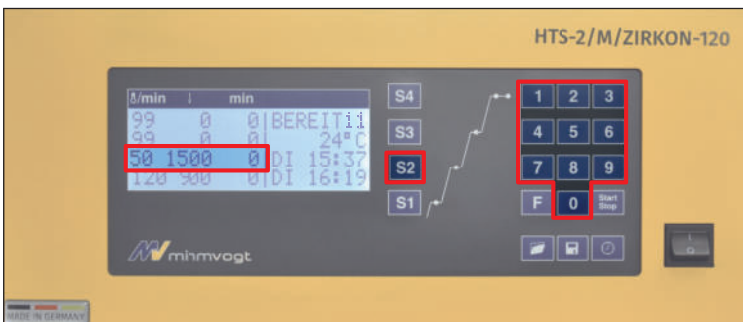 HTS-2/M/ZIRKON-120
δ/min ↓ min
99 0 0|BEREIT
99 0 0| 24°C
50 1500 0|DI 15:37
120 900 0|DI 16:19
S4
S3
S2
S1
1 2 3
4 5 6
7 8 9
F 0 Start Stop
mihmvogt
I
O
MADE IN GERMANY